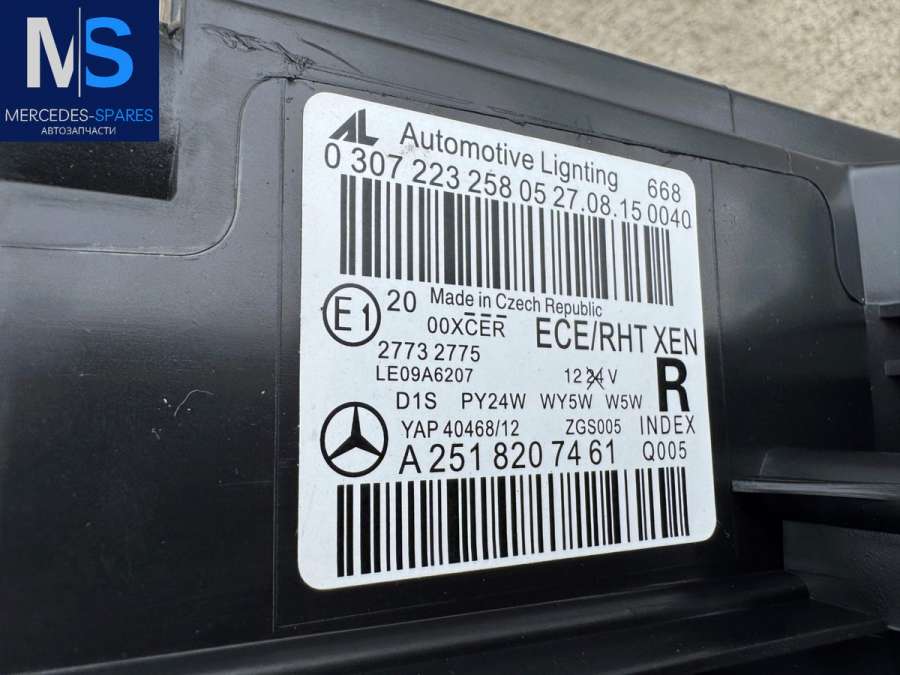 MS
MERCEDES-SPARES
АВТОЗАПЧАСТИ
AL Automotive Lignting 668
0 307 223 258 05 27.08.15 0040
E1 20 Made in Czech Republic
00XCER ECE/RHT XEN
2773 2775
LE09A6207 12 24 V R
D1S PY24W WY5W W5W
YAP 40468/12 ZGS005 INDEX
A 251 820 74 61 Q005